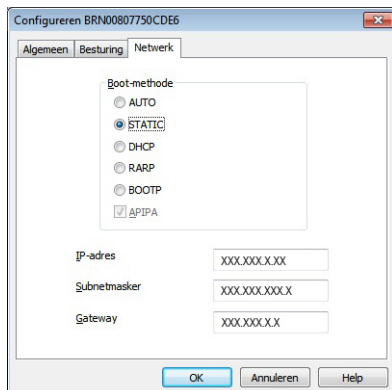 Configureren BRN00807750CDE6
Algemeen Besturing Netwerk
Boot-methode
AUTO
STATIC
DHCP
RARP
BOOTP
APIPA
IP-adres XXX.XXX.X.XX
Subnetmasker XXX.XXX.XXX.X
Gateway XXX.XXX.X.X
OK Annuleren Help